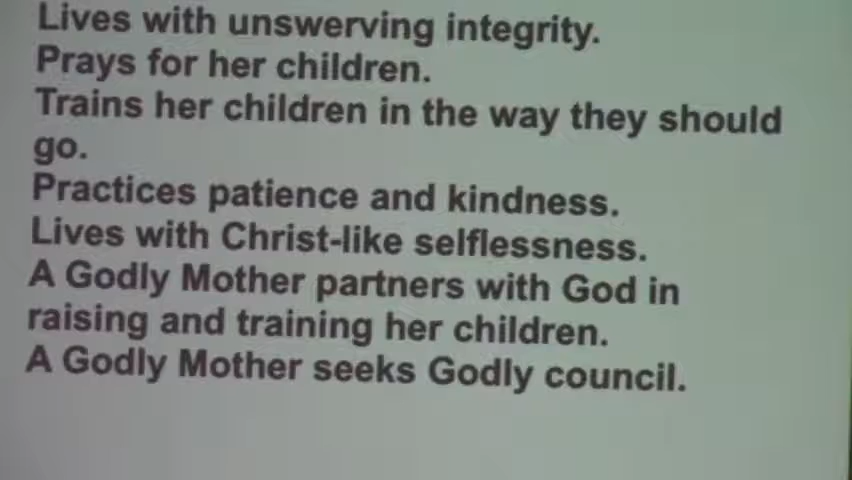 Lives with unswerving integrity.
Prays for her children.
Trains her children in the way they should
go.
Practices patience and kindness.
Lives with Christ-like selflessness.
A Godly Mother partners with God in
raising and training her children.
A Godly Mother seeks Godly council.